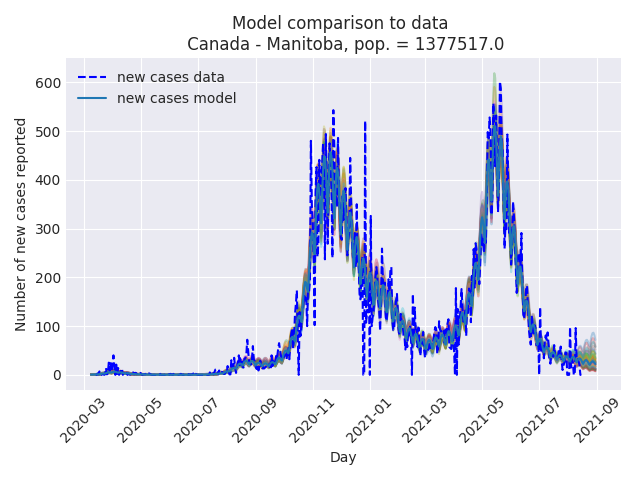 Model comparison to data
Canada - Manitoba, pop. = 1377517.0
new cases data
new cases model
Number of new cases reported
600
500
400
300
200
100
0
2020-03
2020-05
2020-07
2020-09
2020-11
2021-01
2021-03
2021-05
2021-07
2021-09
Day